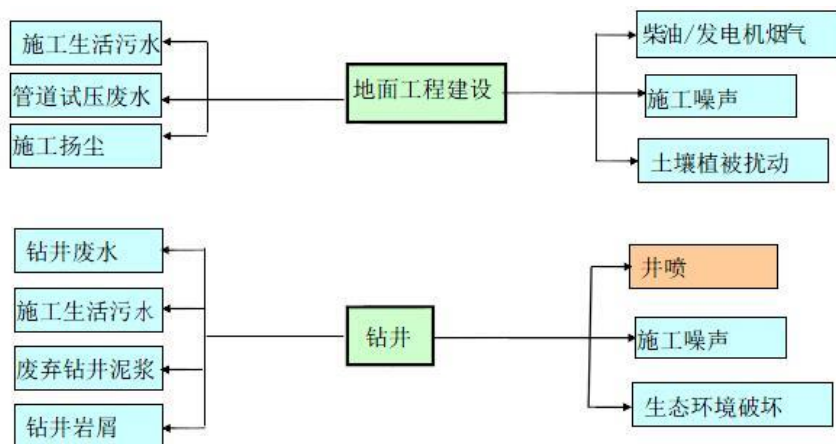 施工生活污水
管道试压废水
施工扬尘
地面工程建设
柴油/发电机烟气
施工噪声
土壤植被扰动
钻井废水
施工生活污水
废弃钻井泥浆
钻井岩屑
钻井
井喷
施工噪声
生态环境破坏